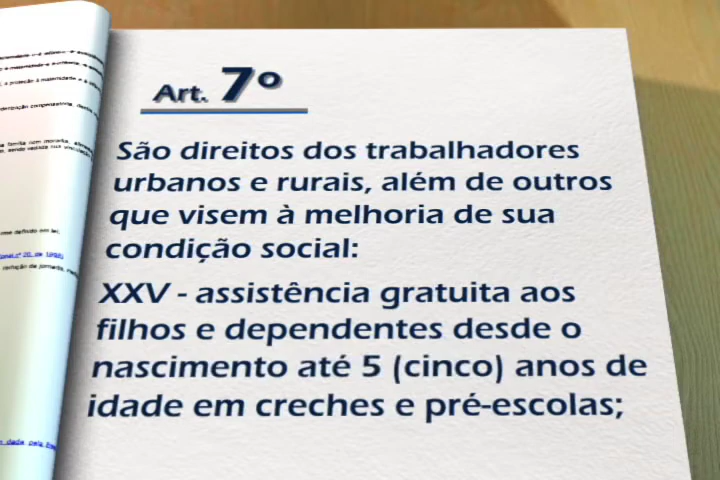 Art. 7º
São direitos dos trabalhadores
urbanos e rurais, além de outros
que visem à melhoria de sua
condição social:
XXV - assistência gratuita aos
filhos e dependentes desde o
nascimento até 5 (cinco) anos de
idade em creches e pré-escolas;